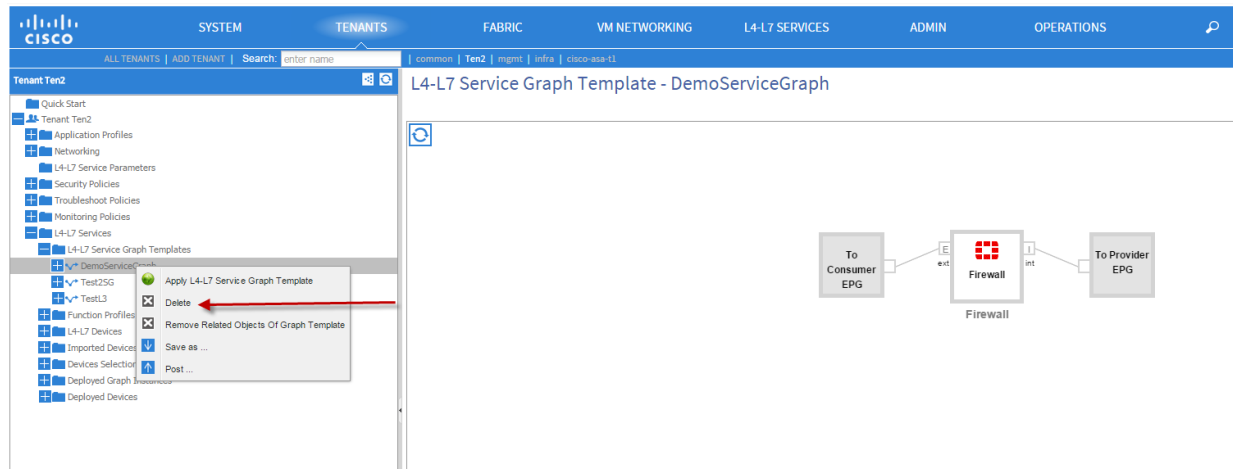 CISCO
SYSTEM
TENANTS
FABRIC
VM NETWORKING
L4-L7 SERVICES
ADMIN
OPERATIONS
ALL TENANTS | ADD TENANT | Search: enter name | common | Ten2 | mgmt | infra | cisco-asa-t1
Tenant Ten2
Quick Start
Tenant Ten2
Application Profiles
Networking
L4-L7 Service Parameters
Security Policies
Troubleshoot Policies
Monitoring Policies
L4-L7 Services
L4-L7 Service Graph Templates
DemoServiceGraph
Test2SG
TestL3
Function Profiles
L4-L7 Devices
Imported Devices
Devices Selection
Deployed Graph Instances
Deployed Devices
Apply L4-L7 Service Graph Template
Delete
Remove Related Objects Of Graph Template
Save as ...
Post ...
L4-L7 Service Graph Template - DemoServiceGraph
To
Consumer
EPG
E
ext
Firewall
I
int
To Provider
EPG
Firewall